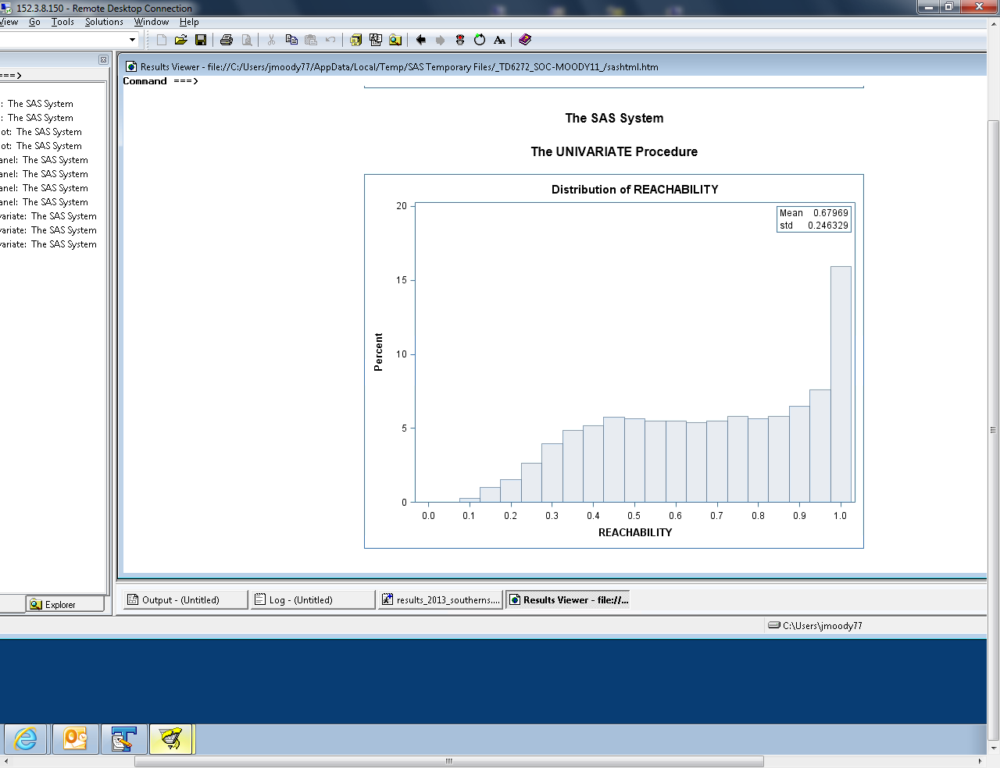 152.3.8.150 - Remote Desktop Connection
View Go Tools Solutions Window Help
Results Viewer - file://C:/Users/jmoody77/AppData/Local/Temp/SAS Temporary Files/_TD6272_SOC-MOODY11_/sashtml.htm
===>
Command ===>
: The SAS System
: The SAS System
ot: The SAS System
ot: The SAS System
anel: The SAS System
anel: The SAS System
anel: The SAS System
anel: The SAS System
variate: The SAS System
variate: The SAS System
variate: The SAS System
The SAS System
The UNIVARIATE Procedure
Distribution of REACHABILITY
Mean 0.67969
std 0.246329
20
15
10
5
0
Percent
0.0 0.1 0.2 0.3 0.4 0.5 0.6 0.7 0.8 0.9 1.0
REACHABILITY
Explorer
Output - (Untitled) Log - (Untitled) results_2013_southerns.... Results Viewer - file://...
C:\Users\jmoody77